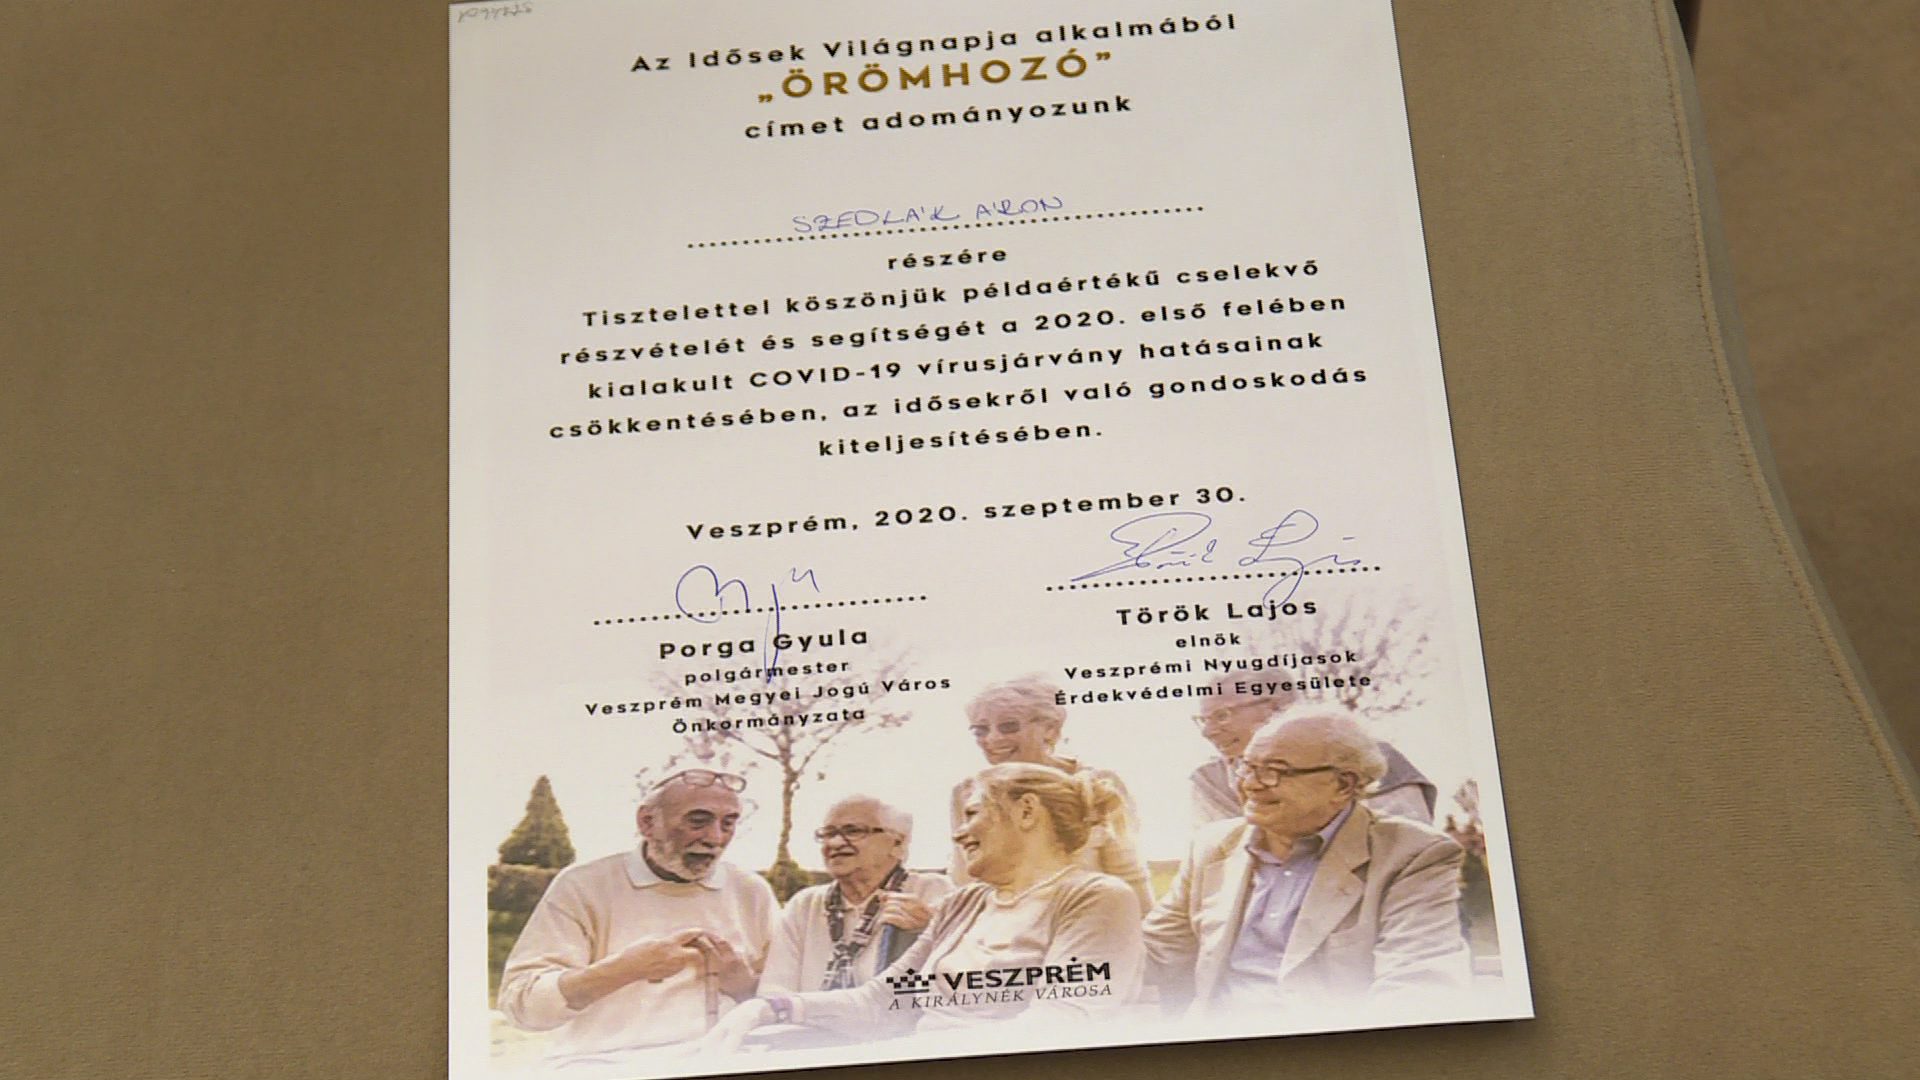 Az Idősek Világnapja alkalmából
„ÖRÖMHOZÓ”
címet adományozunk
SZEDLÁK ÁRON
részére
Tisztelettel köszönjük példaértékű cselekvő
részvételét és segítségét a 2020. első felében
kialakult COVID-19 vírusjárvány hatásainak
csökkentésében, az idősekről való gondoskodás
kiteljesítésében.
Veszprém, 2020. szeptember 30.
Porga Gyula
polgármester
Veszprém Megyei Jogú Város
Önkormányzata
Török Lajos
elnök
Veszprémi Nyugdíjasok
Érdekvédelmi Egyesülete
VESZPRÉM
A KIRÁLYNÉK VÁROSA